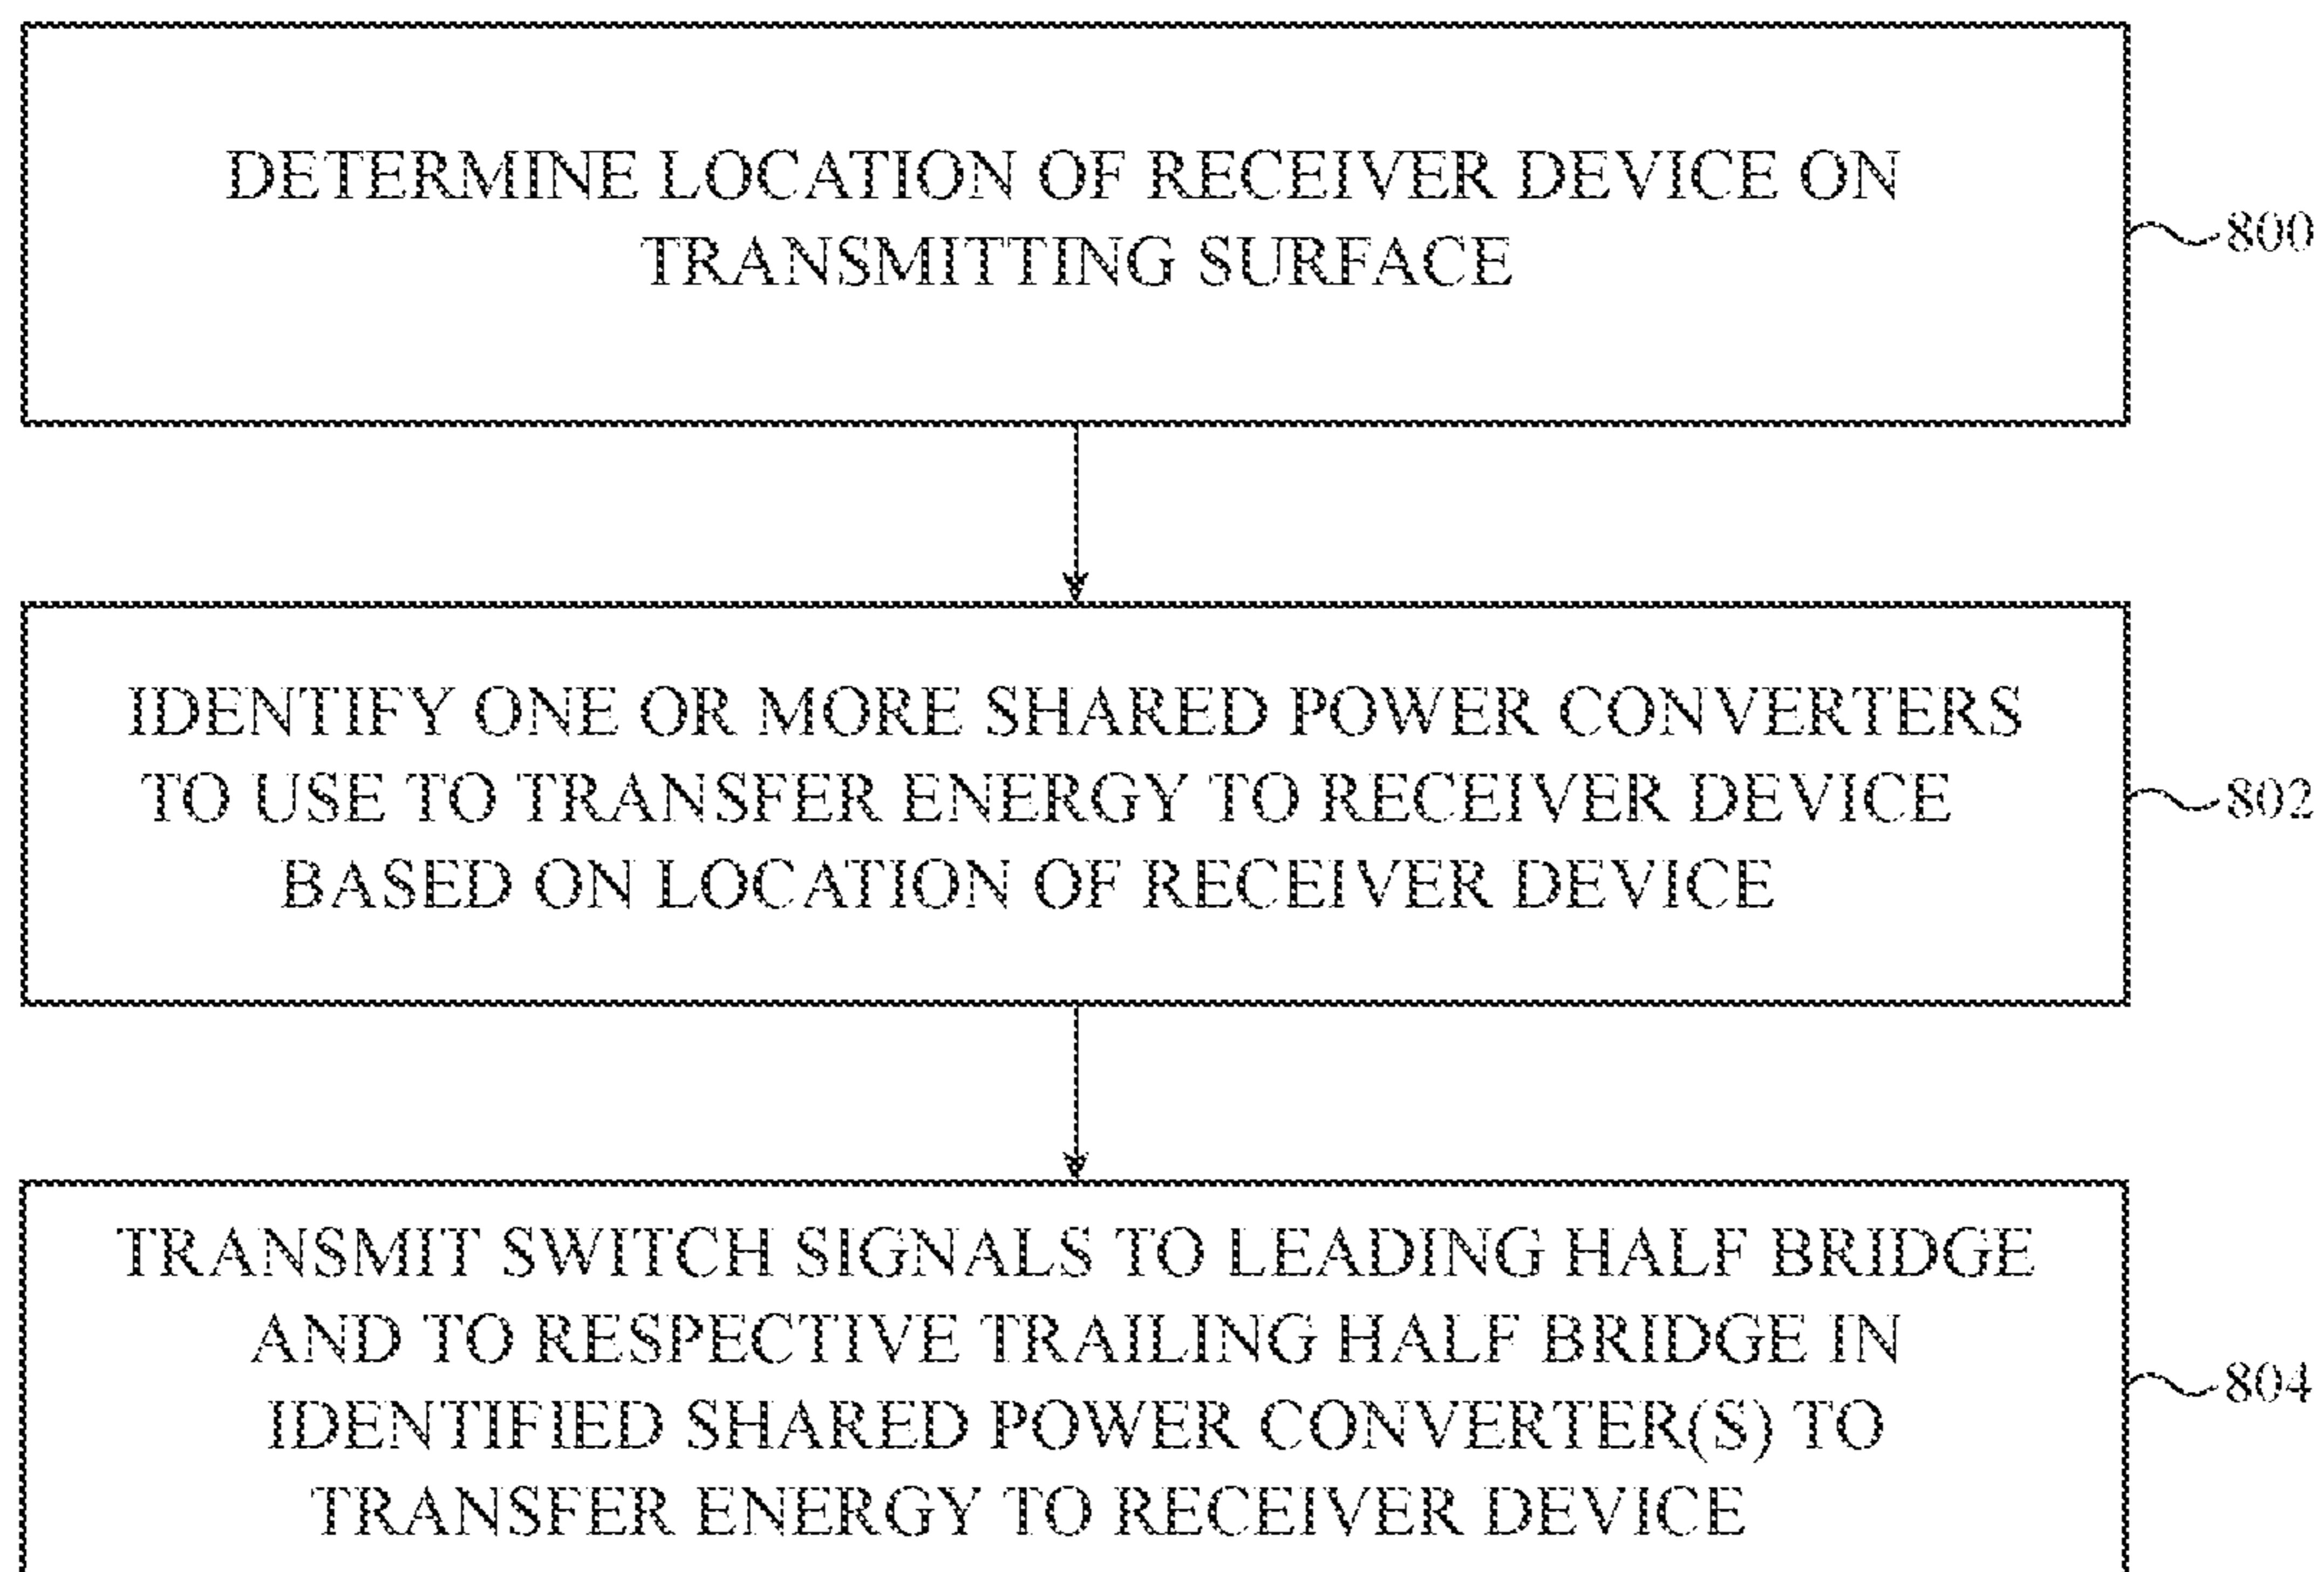 DETERMINE LOCATION OF RECEIVER DEVICE ON
TRANSMITTING SURFACE
800
IDENTIFY ONE OR MORE SHARED POWER CONVERTERS
TO USE TO TRANSFER ENERGY TO RECEIVER DEVICE
BASED ON LOCATION OF RECEIVER DEVICE
802
TRANSMIT SWITCH SIGNALS TO LEADING HALF BRIDGE
AND TO RESPECTIVE TRAILING HALF BRIDGE IN
IDENTIFIED SHARED POWER CONVERTER(S) TO
TRANSFER ENERGY TO RECEIVER DEVICE
804